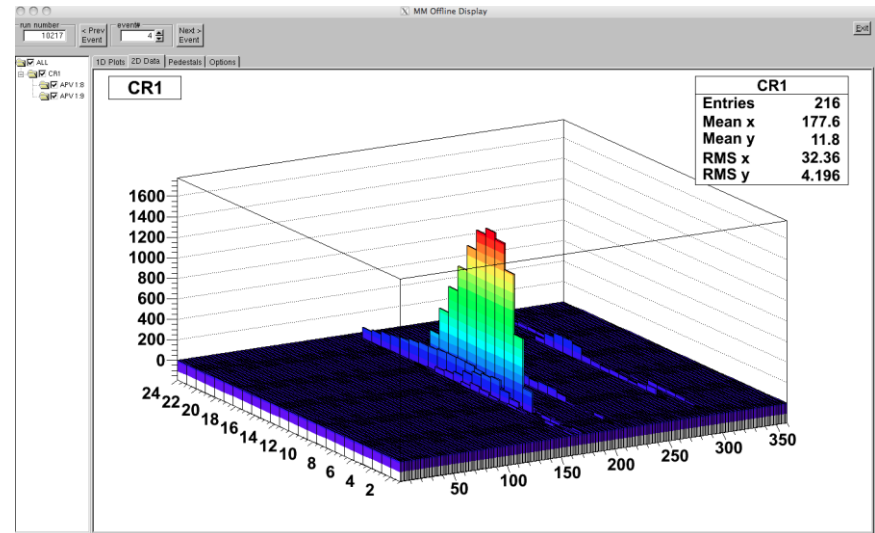 MM Offline Display
run number
18217
< Prev
Event
event#
4
Next >
Event
Exit
ALL
CR1
APV 1:8
APV 1:9
1D Plots
2D Data
Pedestals
Options
CR1
CR1
Entries 216
Mean x 177.6
Mean y 11.8
RMS x 32.36
RMS y 4.196
1600
1400
1200
1000
800
600
400
200
0
24
22
20
18
16
14
12
10
8
6
4
2
50
100
150
200
250
300
350